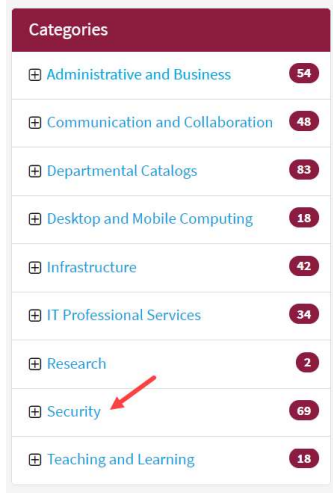 Categories
Administrative and Business 54
Communication and Collaboration 48
Departmental Catalogs 83
Desktop and Mobile Computing 18
Infrastructure 42
IT Professional Services 34
Research 2
Security 69
Teaching and Learning 18